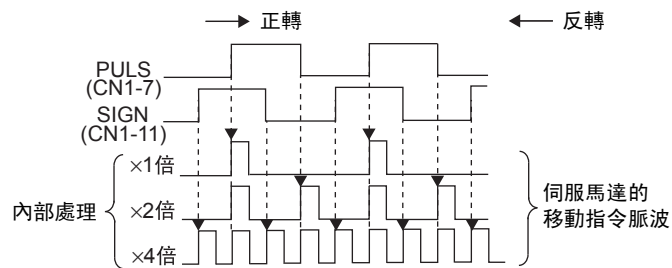 正轉
反轉
PULS
(CN1-7)
SIGN
(CN1-11)
×1倍
內部處理
×2倍
×4倍
伺服馬達的
移動指令脈波